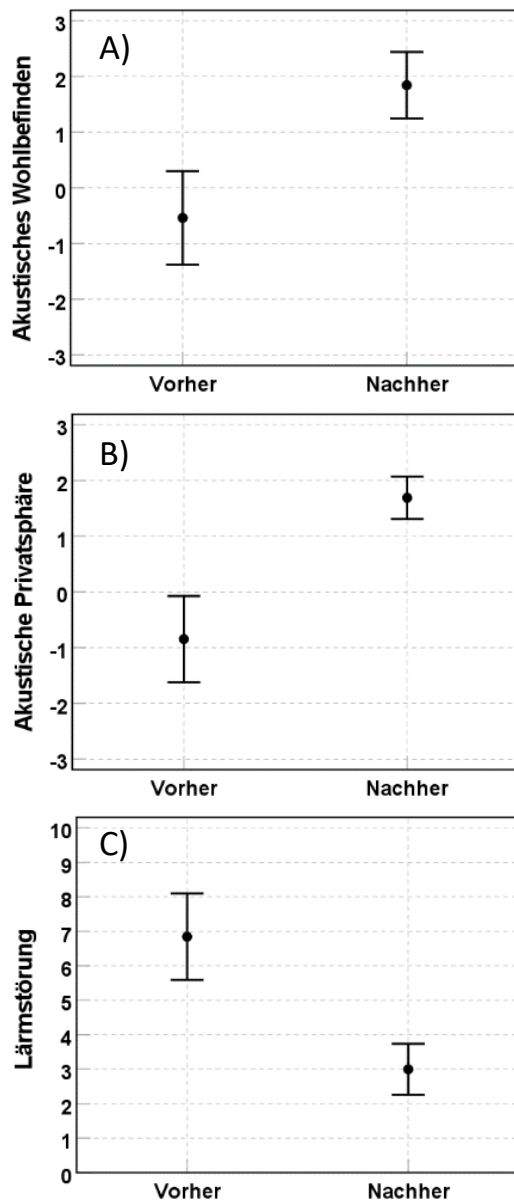 A)
Akustisches Wohlbefinden
3
2
1
0
-1
-2
-3
Vorher Nachher
B)
Akustische Privatsphäre
3
2
1
0
-1
-2
-3
Vorher Nachher
C)
Lärmstörung
10
9
8
7
6
5
4
3
2
1
0
Vorher Nachher